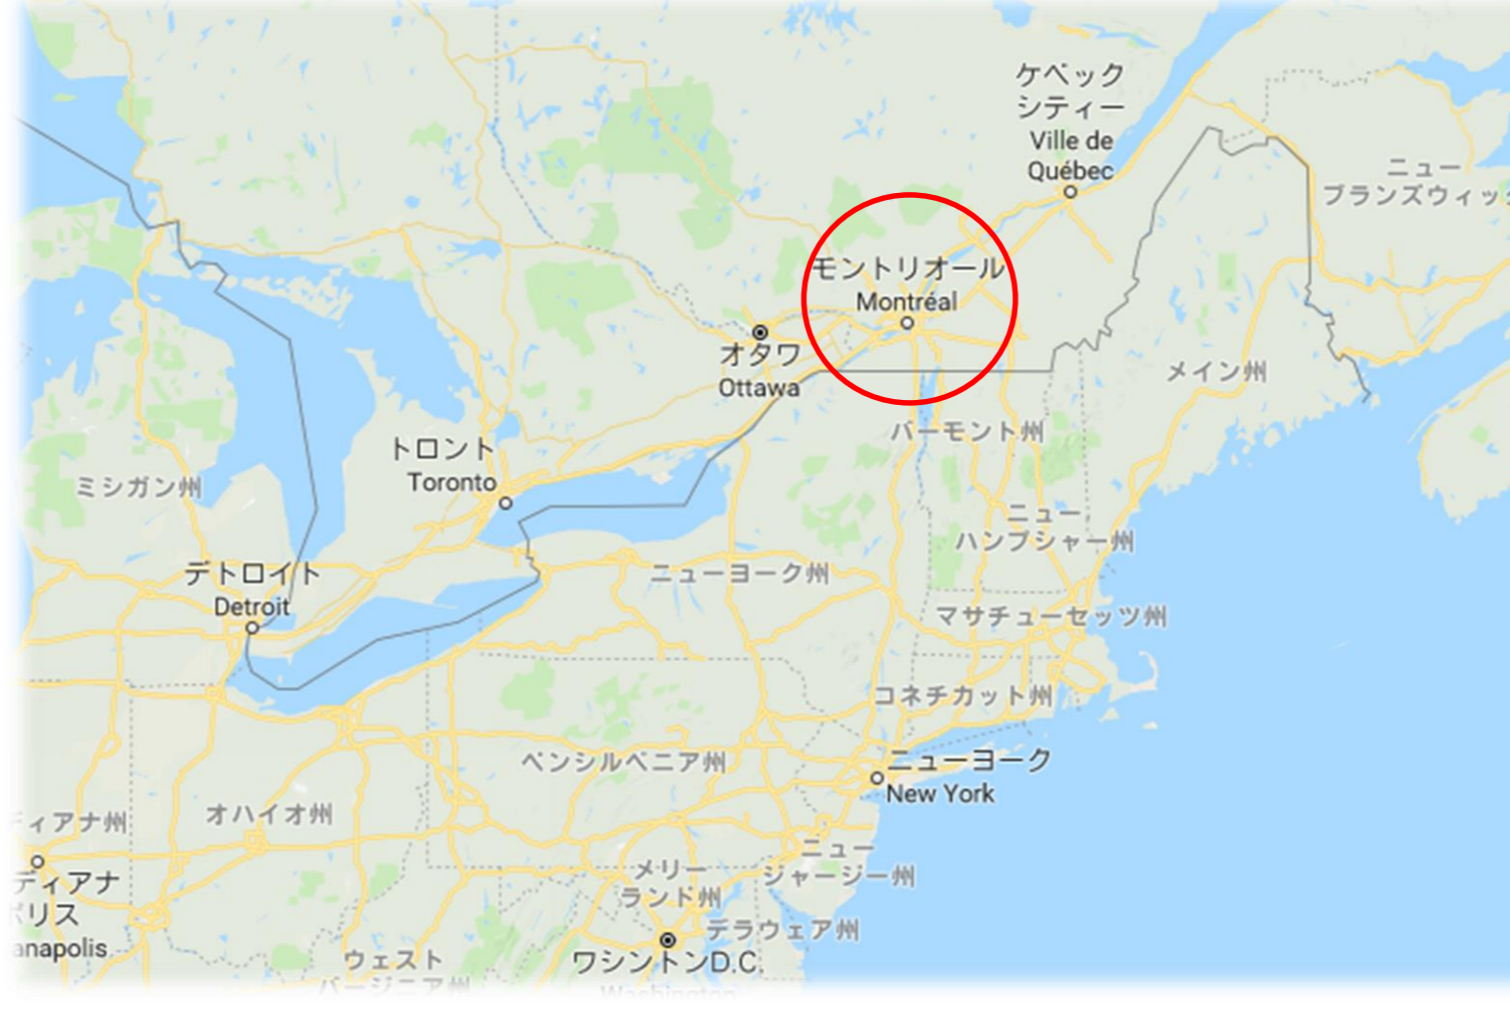 ケベック
シティー
Ville de
Québec
ニュー
ブランズウィッ
モントリオール
Montréal
オタワ
Ottawa
メイン州
バーモント州
トロント
Toronto
ミシガン州
ニュー
ハンプシャー州
デトロイト
Detroit
ニューヨーク州
マサチューセッツ州
コネチカット州
ペンシルベニア州
ニューヨーク
New York
オハイオ州
ィアナ州
ニュー
ジャージー州
メリー
ランド州
ディアナ
ポリス
anapolis
デラウェア州
ウェスト
バージニア州
ワシントンD.C.
Washington